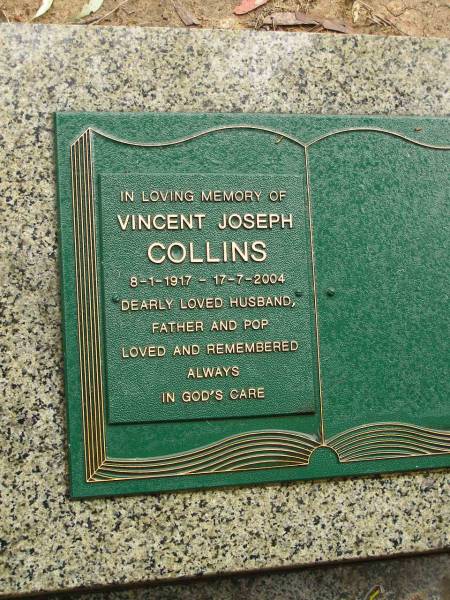 IN LOVING MEMORY OF
VINCENT JOSEPH
COLLINS
8-1-1917 - 17-7-2004
DEARLY LOVED HUSBAND,
FATHER AND POP
LOVED AND REMEMBERED
ALWAYS
IN GOD'S CARE